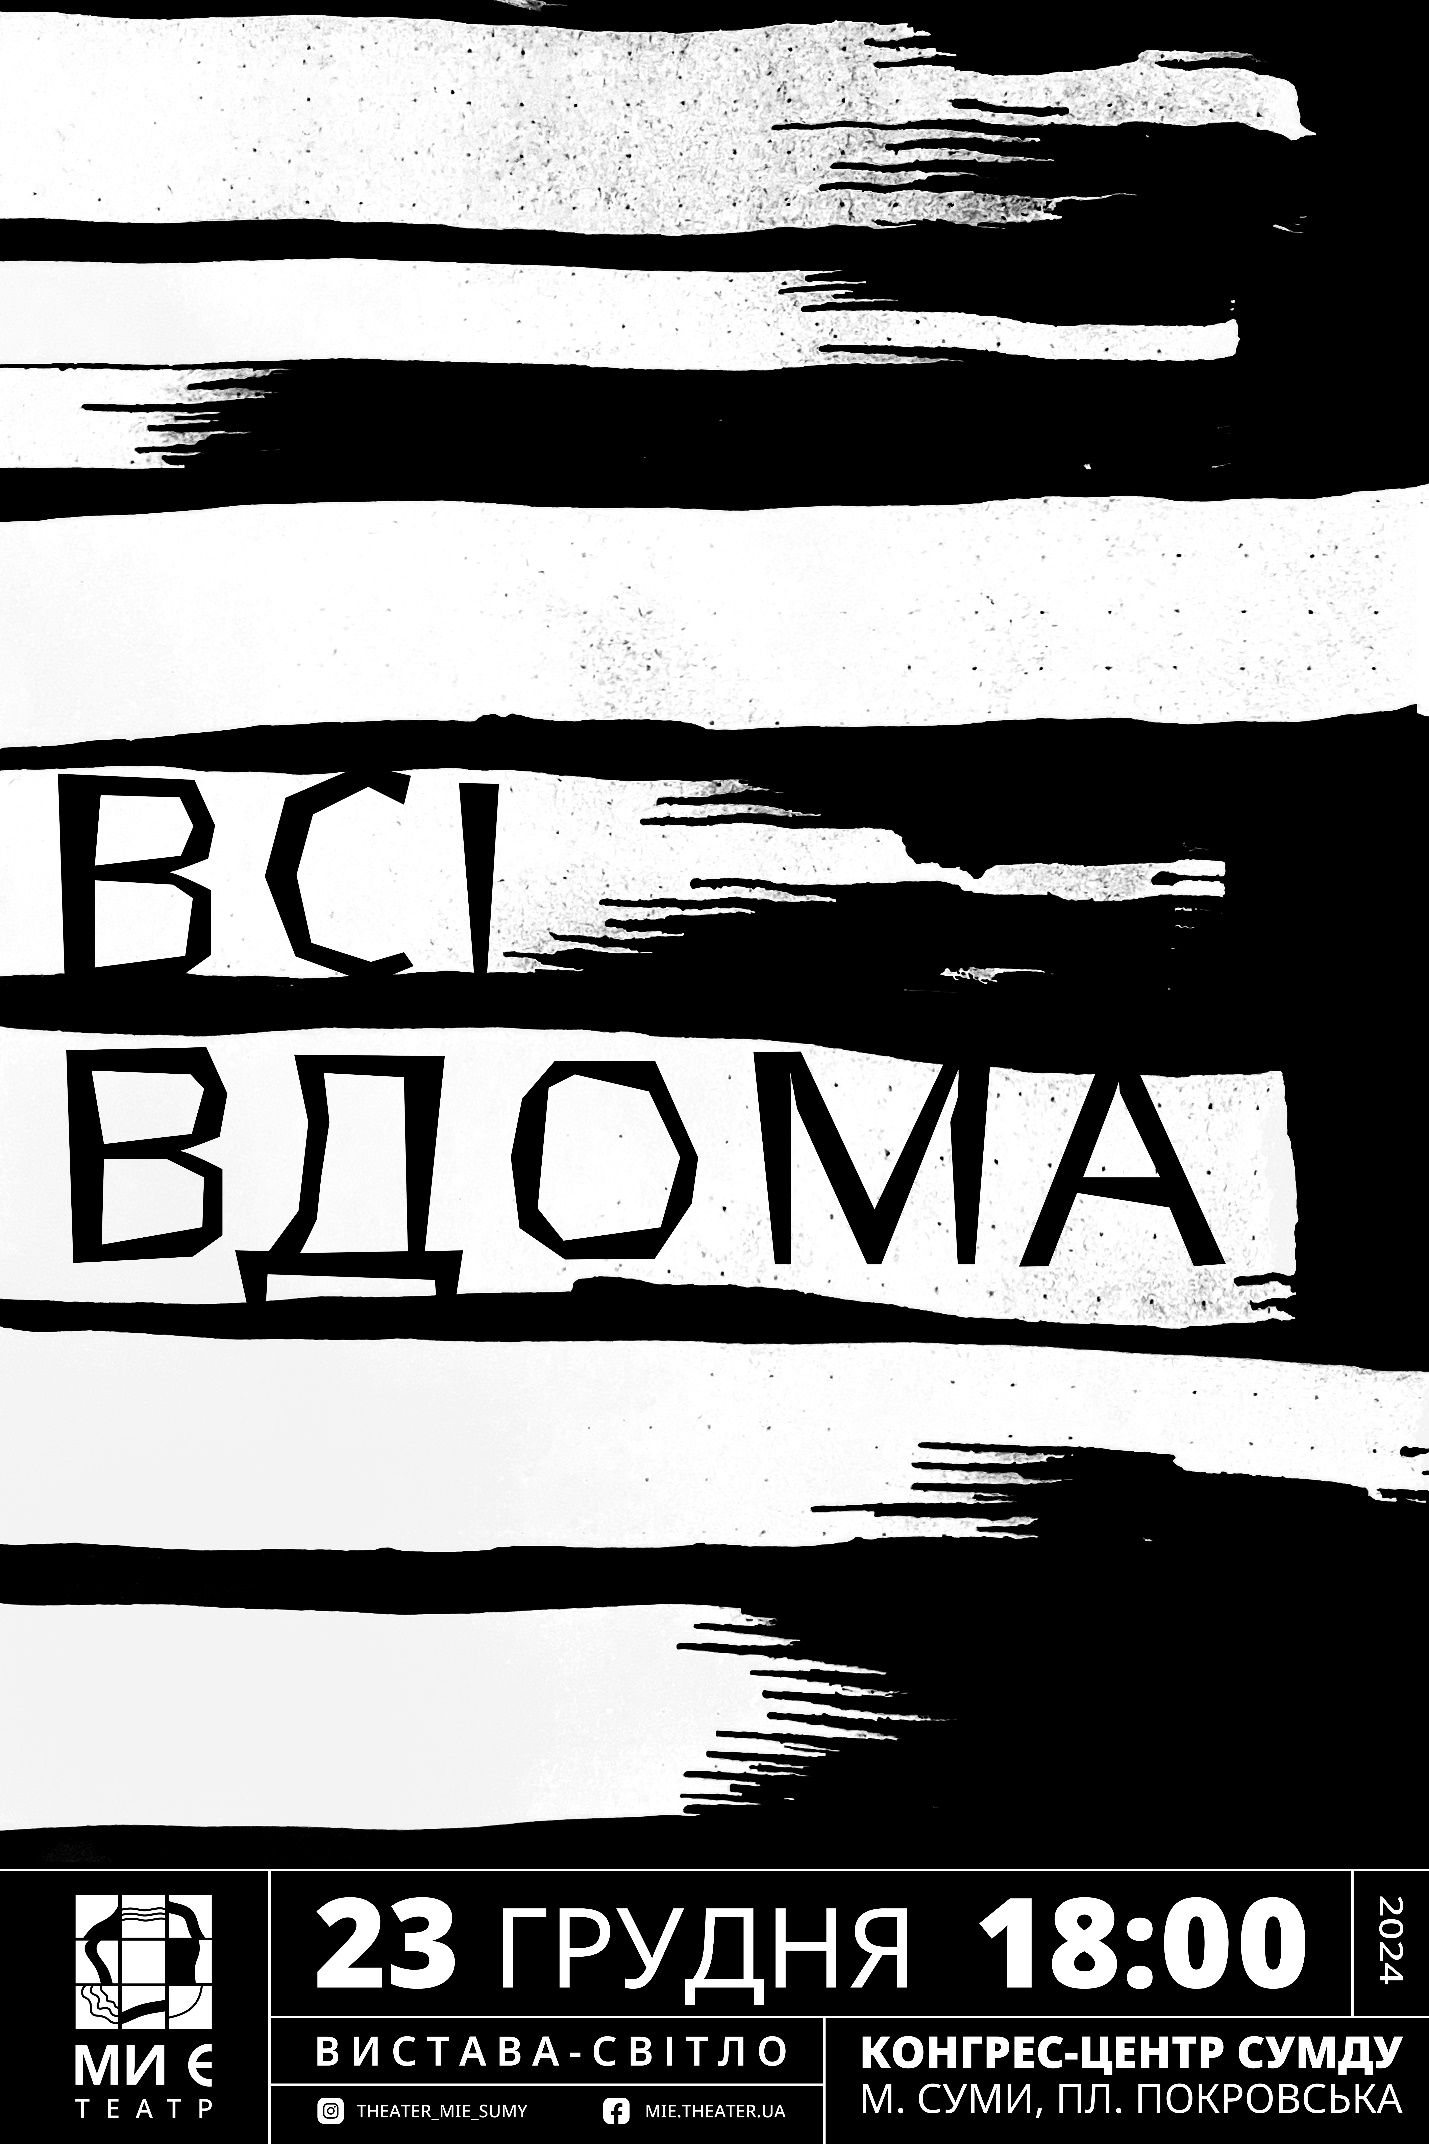 ВСІ
ВДОМА
23 ГРУДНЯ 18:00
2024
МИ Є
ТЕАТР
ВИСТАВА-СВІТЛО
THEATER_MIE_SUMY MIE.THEATER.UA
КОНГРЕС-ЦЕНТР СУМДУ
М. СУМИ, ПЛ. ПОКРОВСЬКА